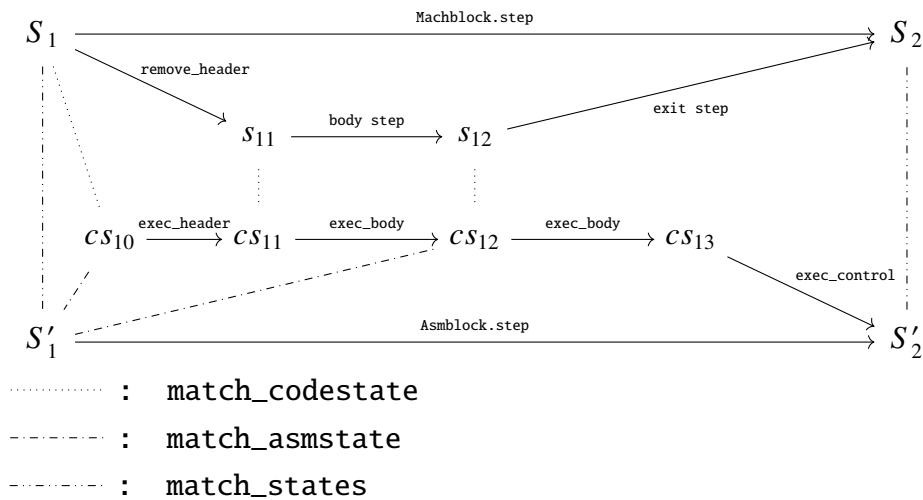 Machblock.step
S₁ S₂
remove_header
body step exit step
s₁₁ s₁₂
exec_header exec_body exec_body
cs₁₀ cs₁₁ cs₁₂ cs₁₃
exec_control
Asmblock.step
S′₁ S′₂
: match_codestate
: match_asmstate
: match_states